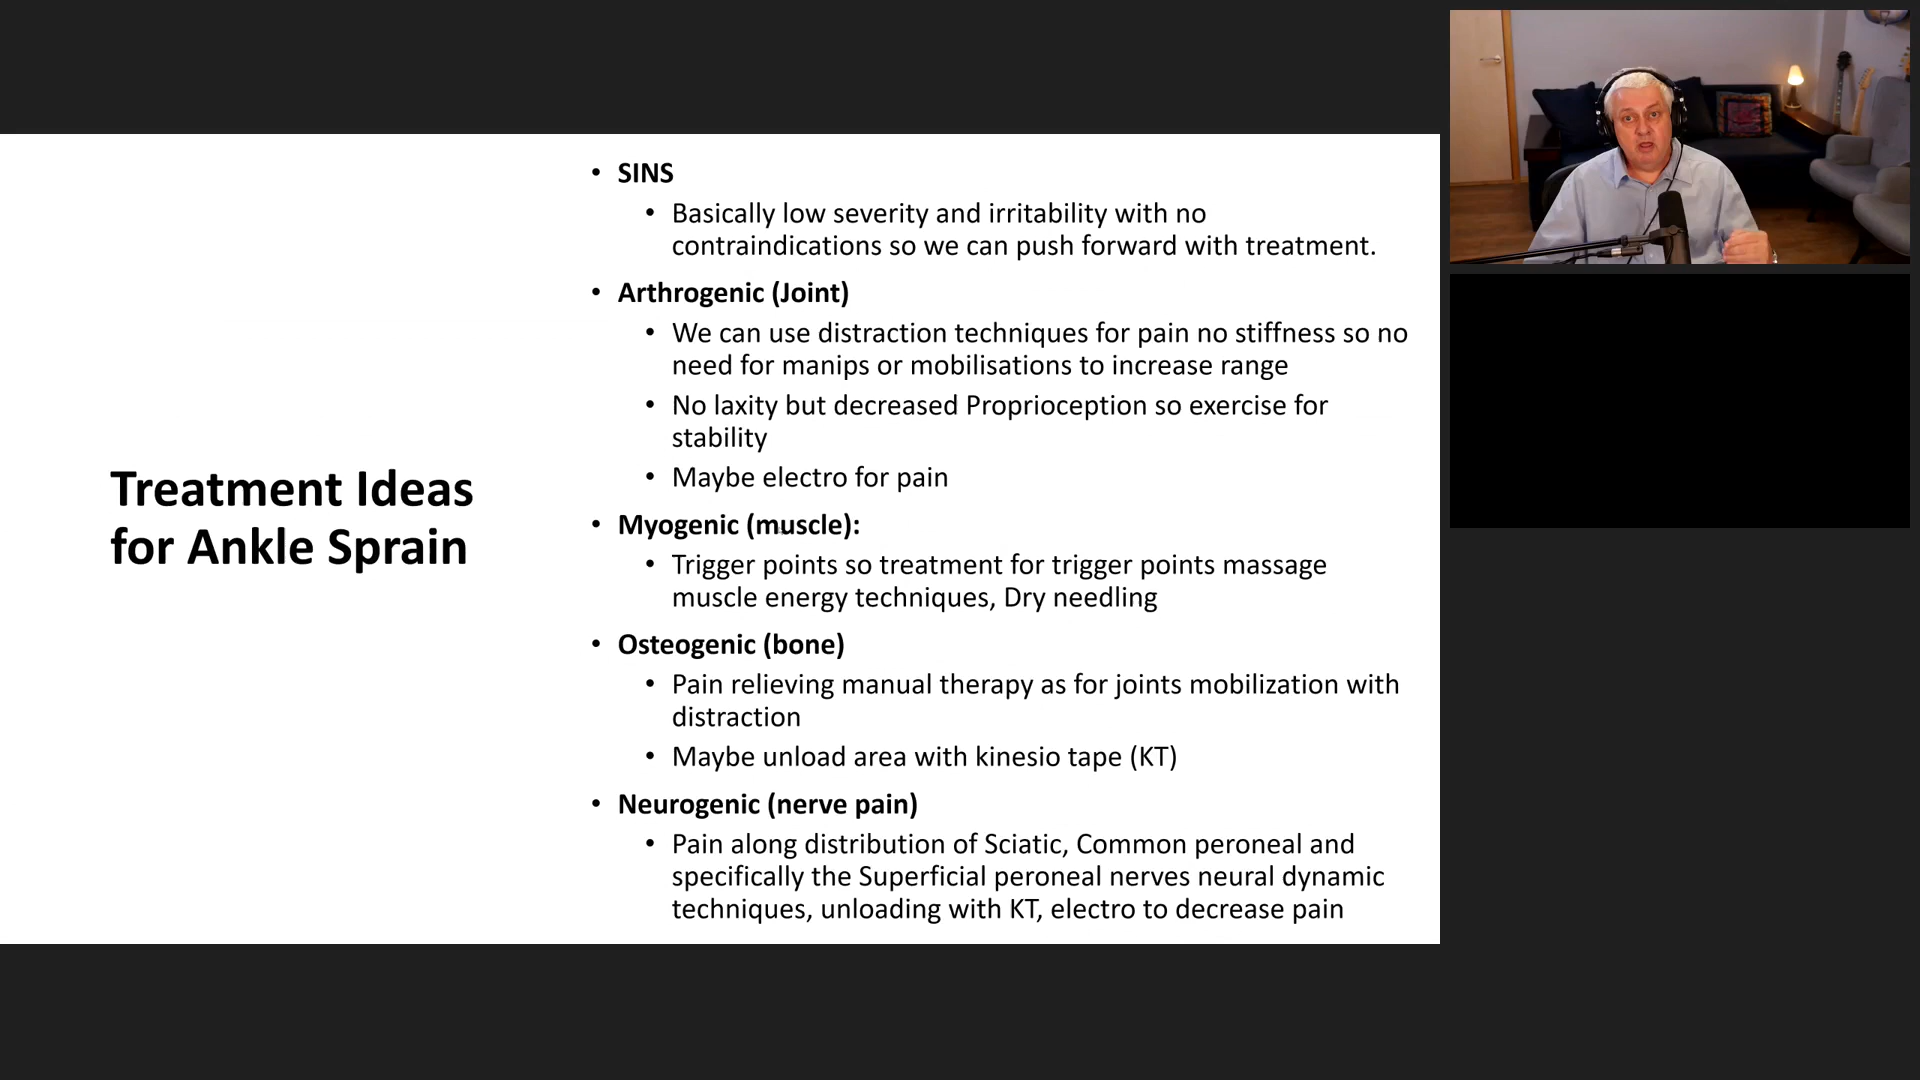 Treatment Ideas
for Ankle Sprain
• SINS
• Basically low severity and irritability with no
contraindications so we can push forward with treatment.
• Arthrogenic (Joint)
• We can use distraction techniques for pain no stiffness so no
need for manips or mobilisations to increase range
• No laxity but decreased Proprioception so exercise for
stability
• Maybe electro for pain
• Myogenic (muscle):
• Trigger points so treatment for trigger points massage
muscle energy techniques, Dry needling
• Osteogenic (bone)
• Pain relieving manual therapy as for joints mobilization with
distraction
• Maybe unload area with kinesio tape (KT)
• Neurogenic (nerve pain)
• Pain along distribution of Sciatic, Common peroneal and
specifically the Superficial peroneal nerves neural dynamic
techniques, unloading with KT, electro to decrease pain